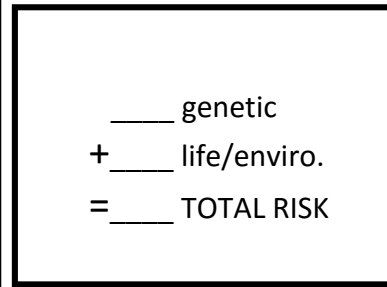 ____ genetic
+____ life/enviro.
=____ TOTAL RISK